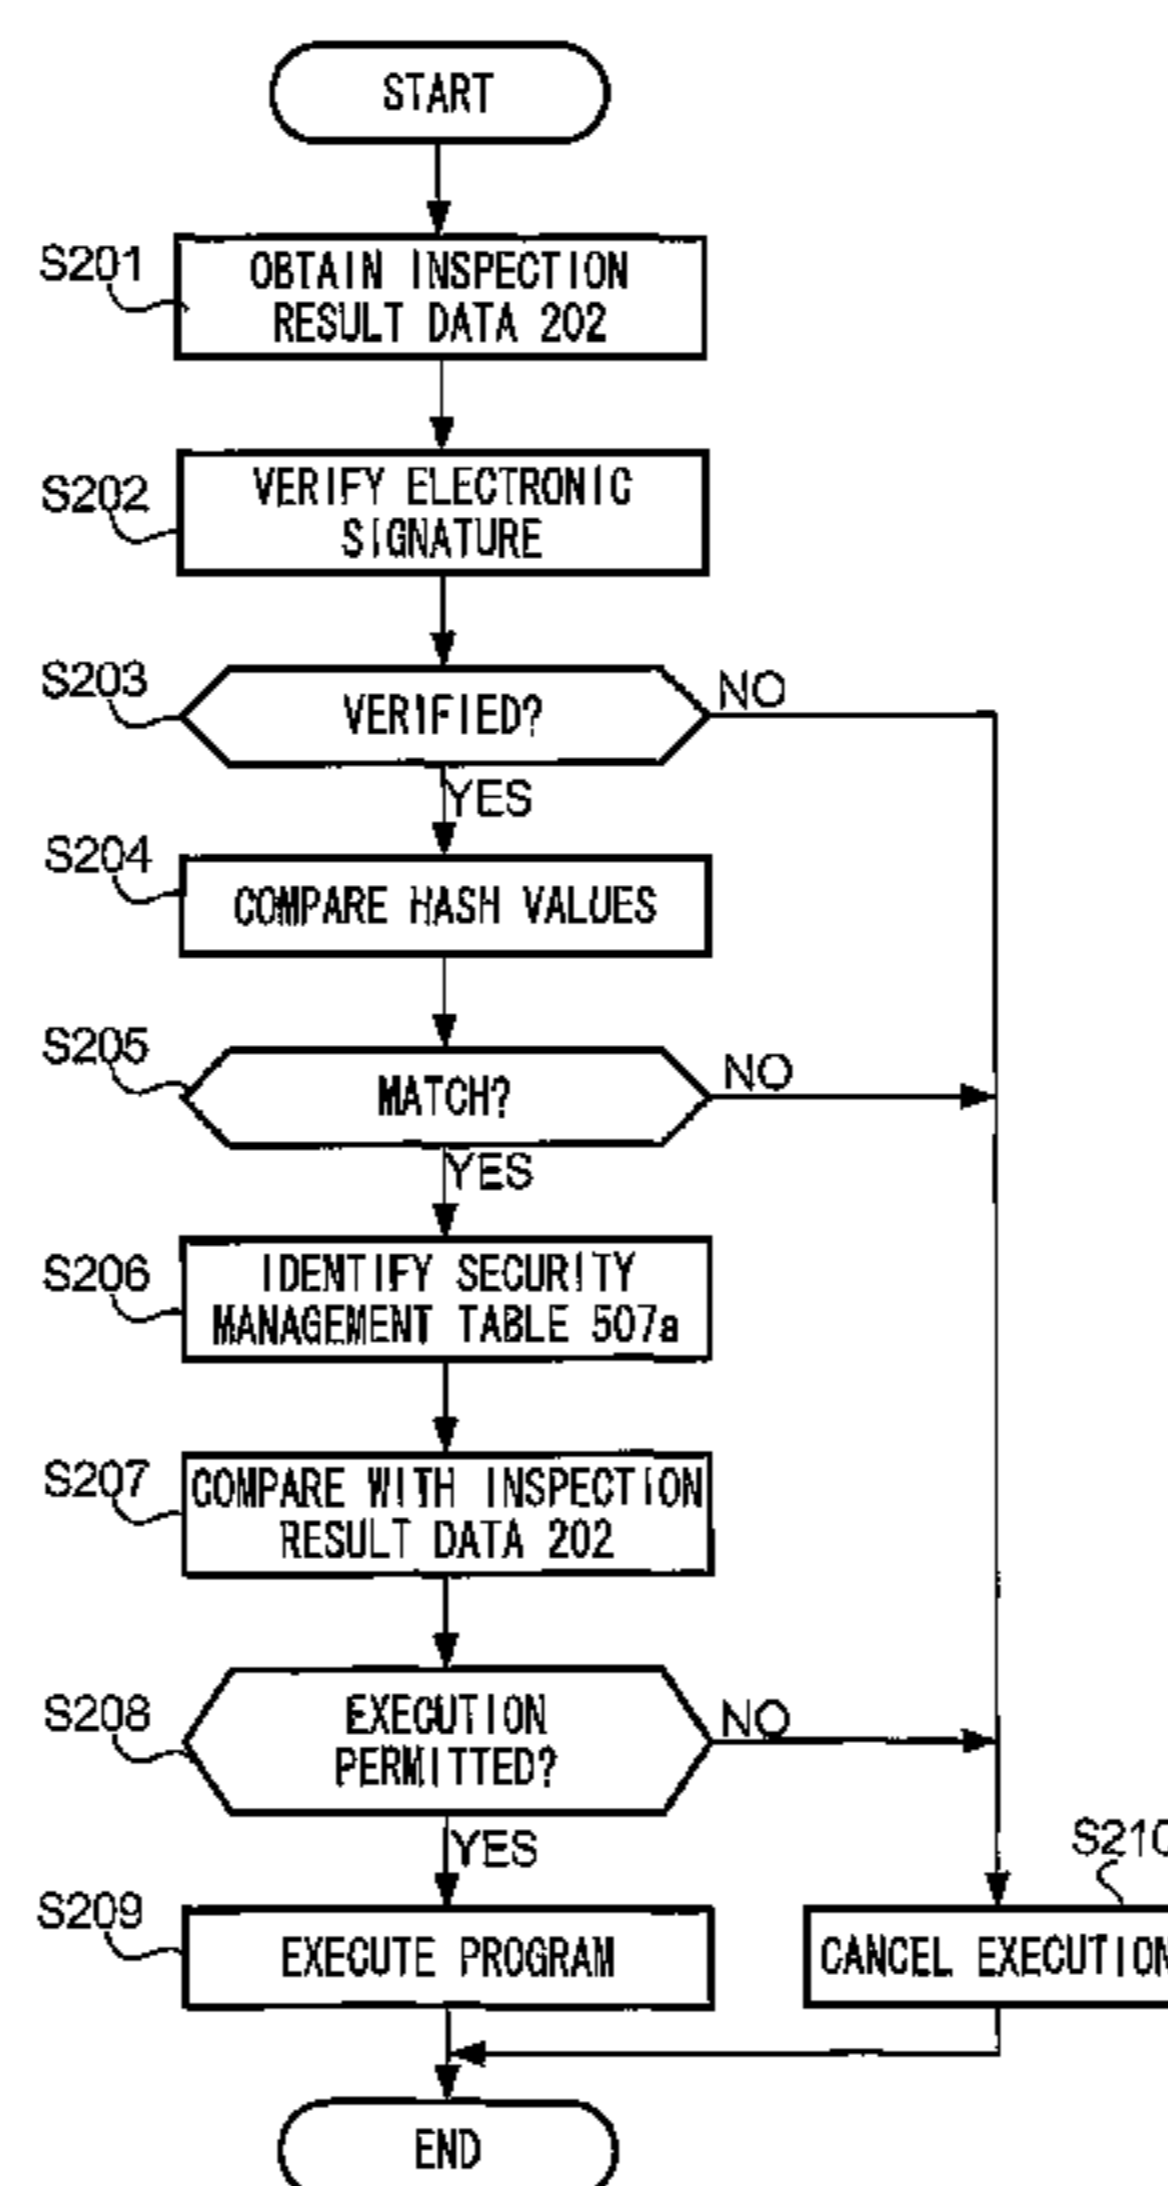 START
S201
OBTAIN INSPECTION
RESULT DATA 202
S202
VERIFY ELECTRONIC
SIGNATURE
S203
VERIFIED?
NO
YES
S204
COMPARE HASH VALUES
S205
MATCH?
NO
YES
S206
IDENTIFY SECURITY
MANAGEMENT TABLE 507a
S207
COMPARE WITH INSPECTION
RESULT DATA 202
S208
EXECUTION
PERMITTED?
NO
YES
S210
S209
EXECUTE PROGRAM
CANCEL EXECUTION
END